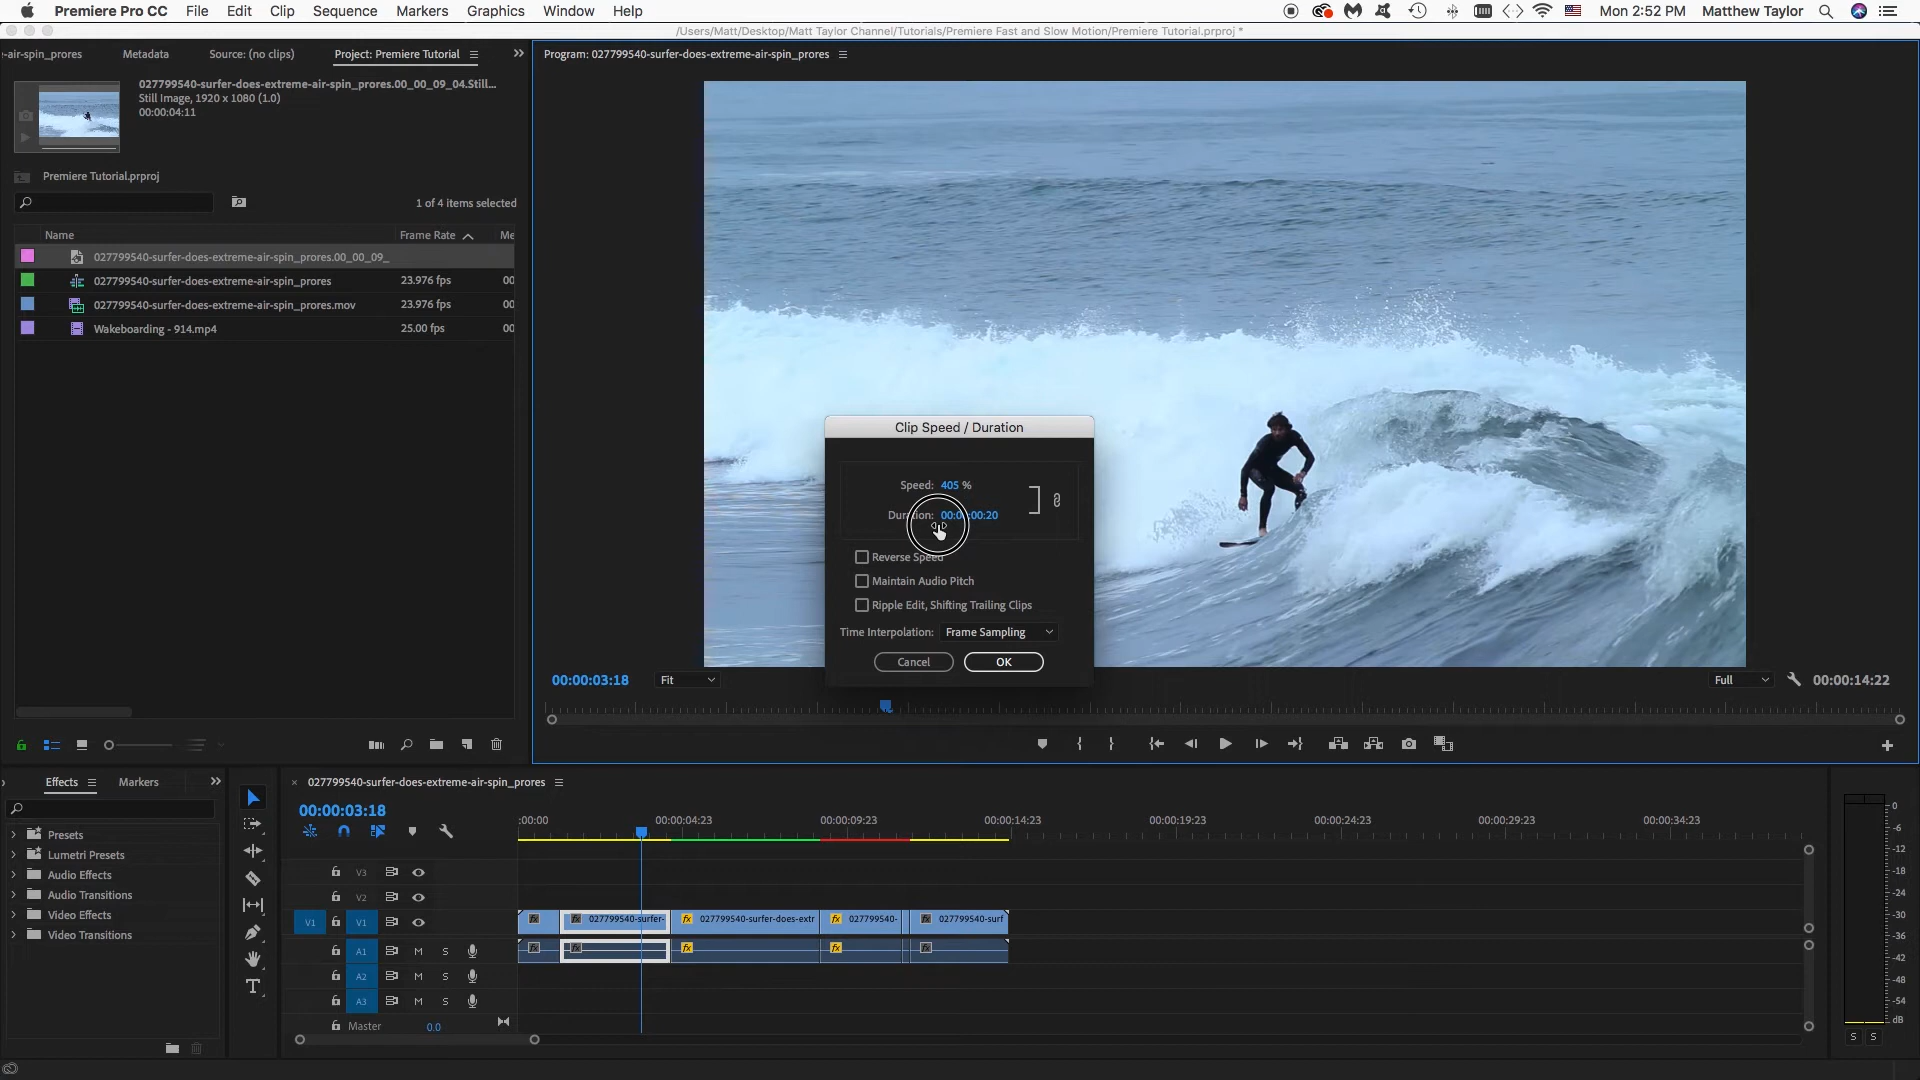 Premiere Pro CC File Edit Clip Sequence Markers Graphics Window Help Mon 2:52 PM Matthew Taylor
/Users/Matt/Desktop/Matt Taylor Channel/Tutorials/Premiere Fast and Slow Motion/Premiere Tutorial.prproj *
-air-spin_prores Metadata Source: (no clips) Project: Premiere Tutorial
Program: 027799540-surfer-does-extreme-air-spin_prores
027799540-surfer-does-extreme-air-spin_prores.00_00_09_04.Still...
Still Image, 1920 x 1080 (1.0)
00:00:04:11
Premiere Tutorial.prproj
1 of 4 items selected
Name Frame Rate Me
027799540-surfer-does-extreme-air-spin_prores.00_00_09_
027799540-surfer-does-extreme-air-spin_prores 23.976 fps 00
027799540-surfer-does-extreme-air-spin_prores.mov 23.976 fps 00
Wakeboarding - 914.mp4 25.00 fps 00
Clip Speed / Duration
Speed: 405 %
Duration: 00:00:00:20
Reverse Speed
Maintain Audio Pitch
Ripple Edit, Shifting Trailing Clips
Time Interpolation: Frame Sampling
Cancel OK
00:00:03:18 Fit Full 00:00:14:22
Effects Markers
Presets
Lumetri Presets
Audio Effects
Audio Transitions
Video Effects
Video Transitions
027799540-surfer-does-extreme-air-spin_prores
00:00:03:18
:00:00 00:00:04:23 00:00:09:23 00:00:14:23 00:00:19:23 00:00:24:23 00:00:29:23 00:00:34:23
V3
V2
V1 V1 fx fx 027799540-surfer- fx 027799540-surfer-does-extr fx 027799540- fx 027799540-surf
A1 M S fx fx fx fx fx
A2 M S
A3 M S
Master 0.0
0
-6
-12
-18
-24
-30
-36
-42
-48
-54
dB
S S